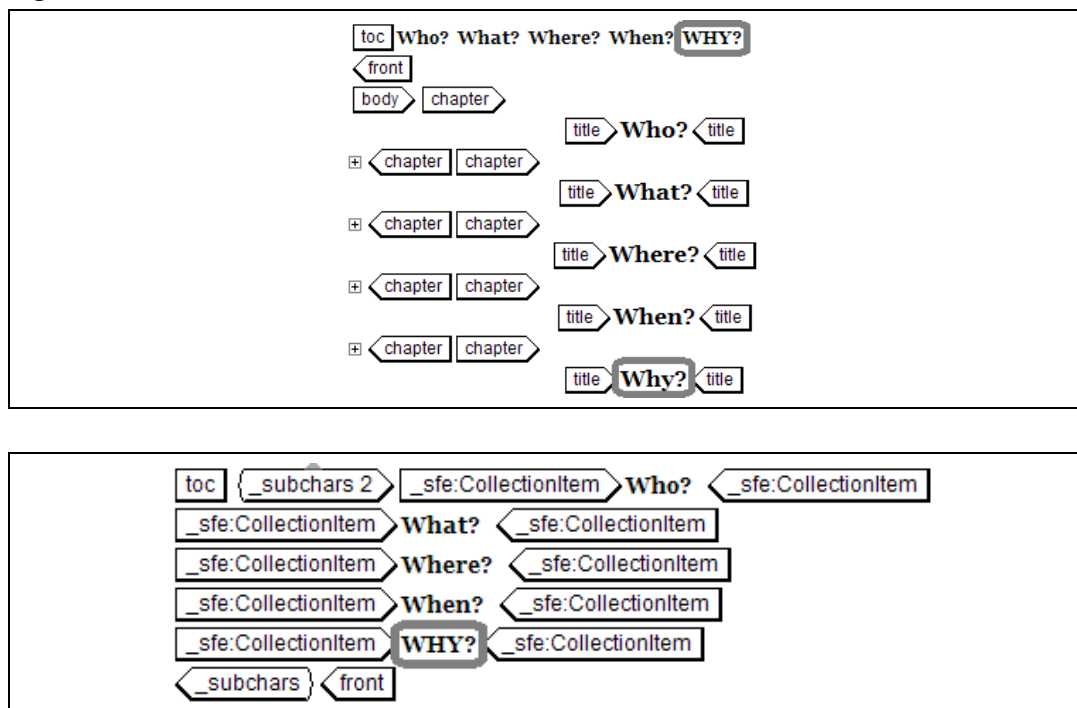 toc Who? What? Where? When? WHY?
front
body chapter
title Who? title
chapter chapter
title What? title
chapter chapter
title Where? title
chapter chapter
title When? title
chapter chapter
title Why? title
toc _subchars 2 _sfe:CollectionItem Who? _sfe:CollectionItem
_sfe:CollectionItem What? _sfe:CollectionItem
_sfe:CollectionItem Where? _sfe:CollectionItem
_sfe:CollectionItem When? _sfe:CollectionItem
_sfe:CollectionItem WHY? _sfe:CollectionItem
_subchars front